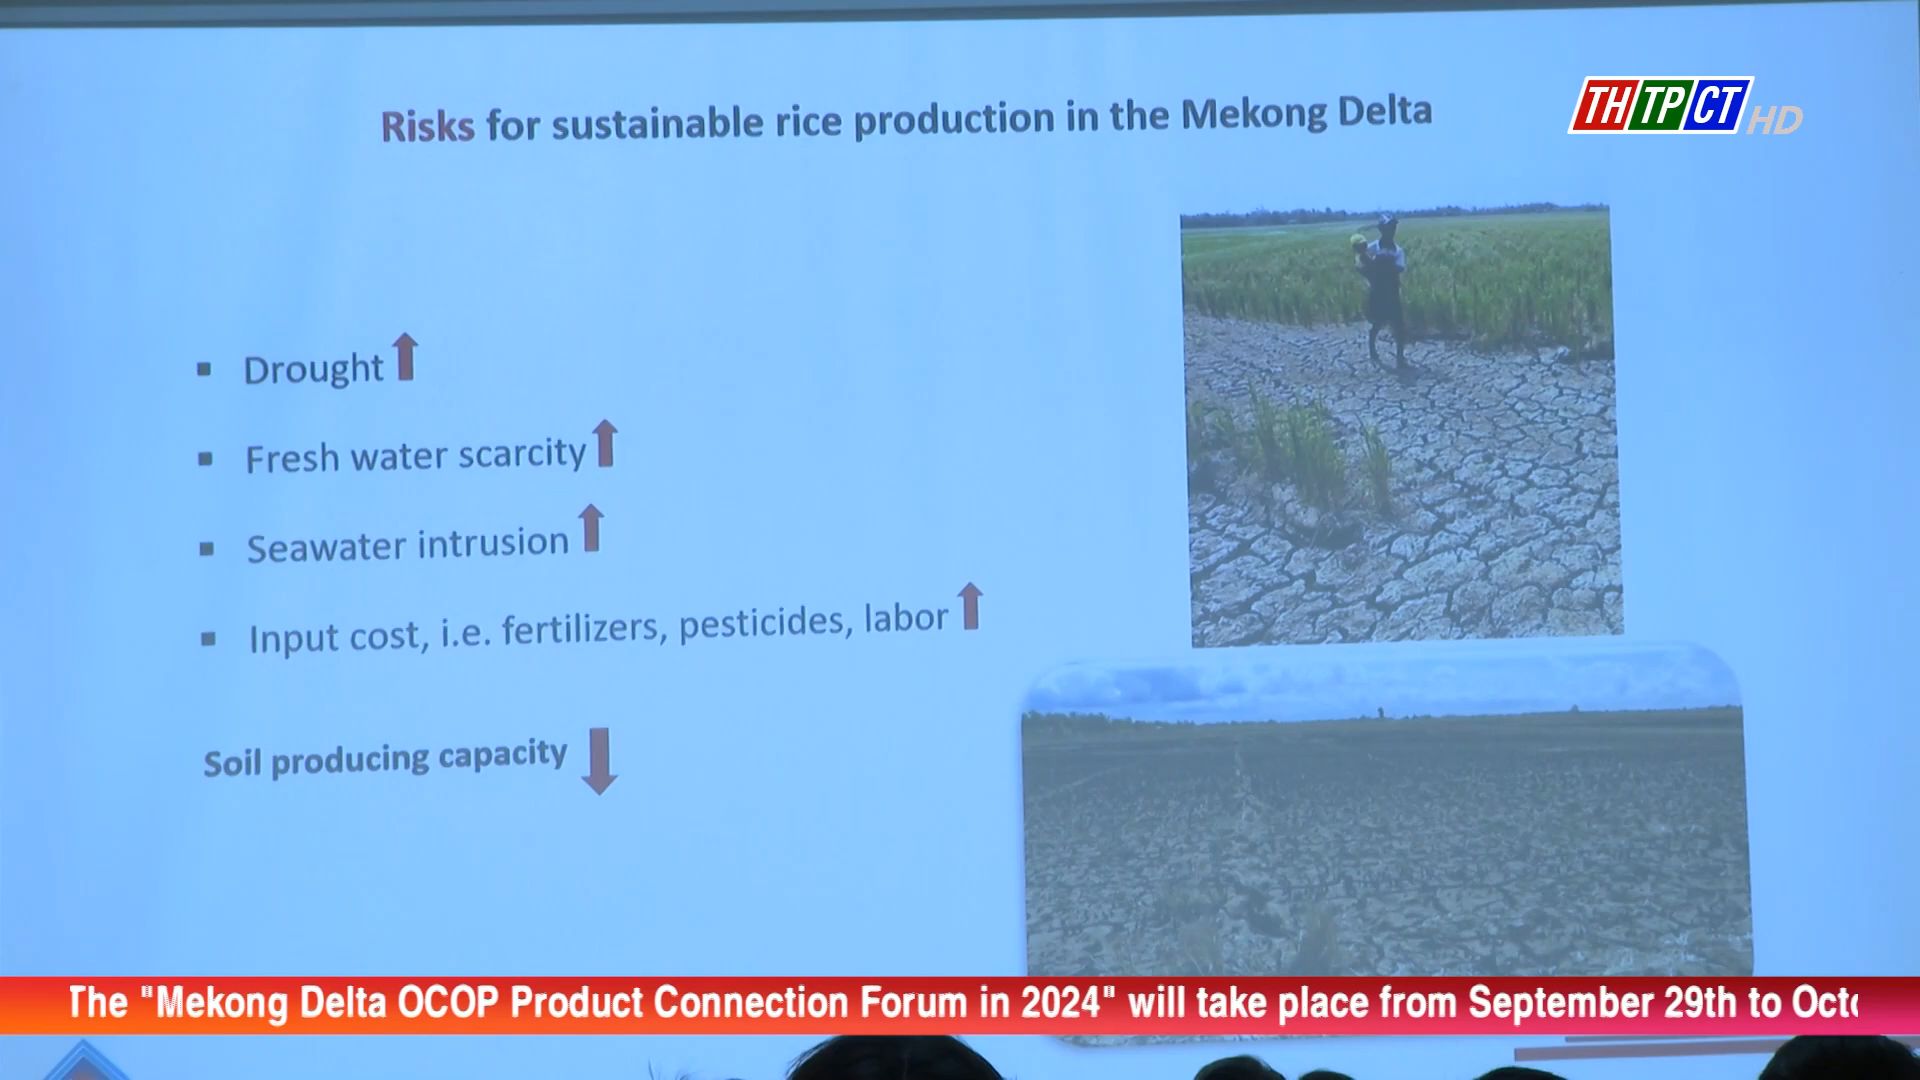 Risks for sustainable rice production in the Mekong Delta
THTPCT HD
Drought
Fresh water scarcity
Seawater intrusion
Input cost, i.e. fertilizers, pesticides, labor
Soil producing capacity
The "Mekong Delta OCOP Product Connection Forum in 2024" will take place from September 29th to